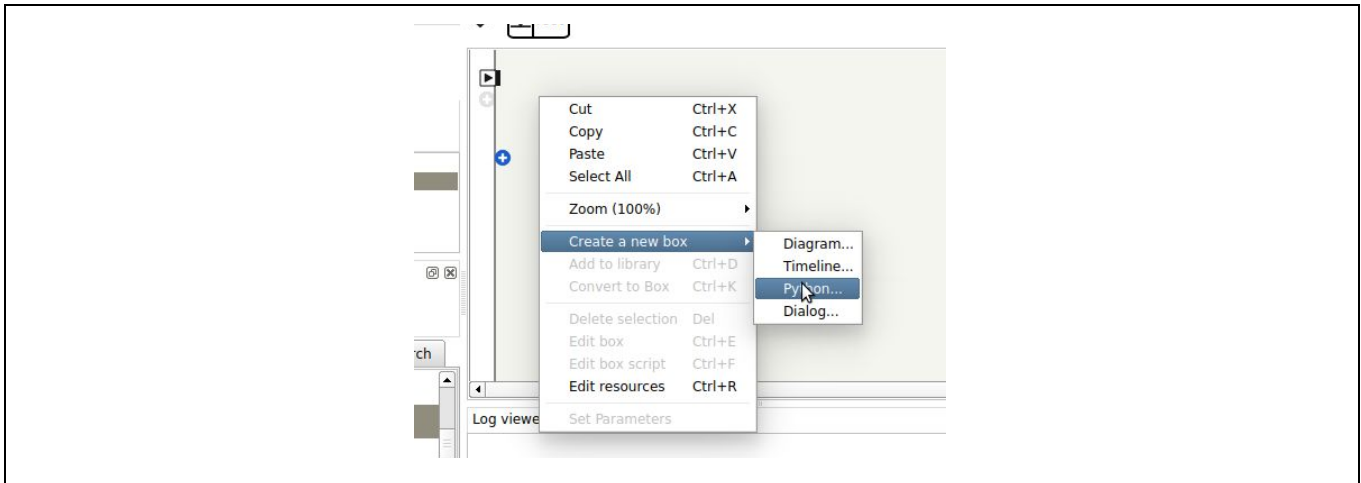 Cut Ctrl+X
Copy Ctrl+C
Paste Ctrl+V
Select All Ctrl+A
Zoom (100%)
Create a new box
Add to library Ctrl+D
Convert to Box Ctrl+K
Delete selection Del
Edit box Ctrl+E
Edit box script Ctrl+F
Edit resources Ctrl+R
Set Parameters
Diagram...
Timeline...
Python...
Dialog...
rch
Log viewe